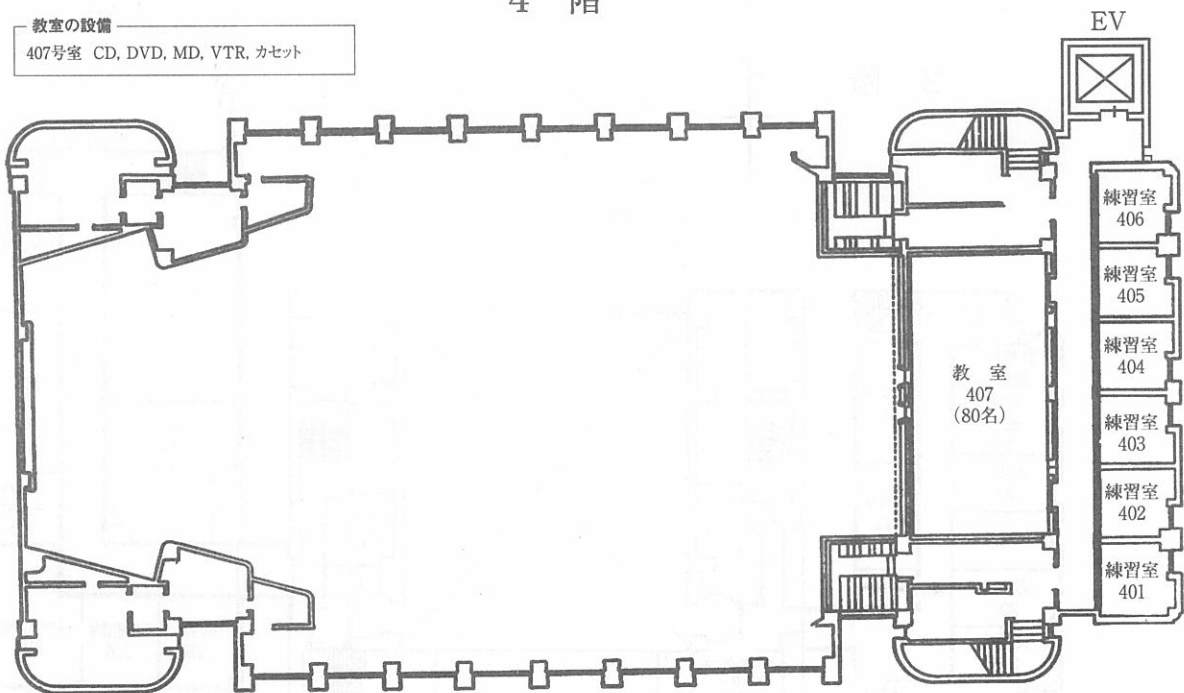 4 階
教室の設備
407号室 CD, DVD, MD, VTR, カセット
EV
練習室
406
練習室
405
練習室
404
教 室
407
(80名)
練習室
403
練習室
402
練習室
401